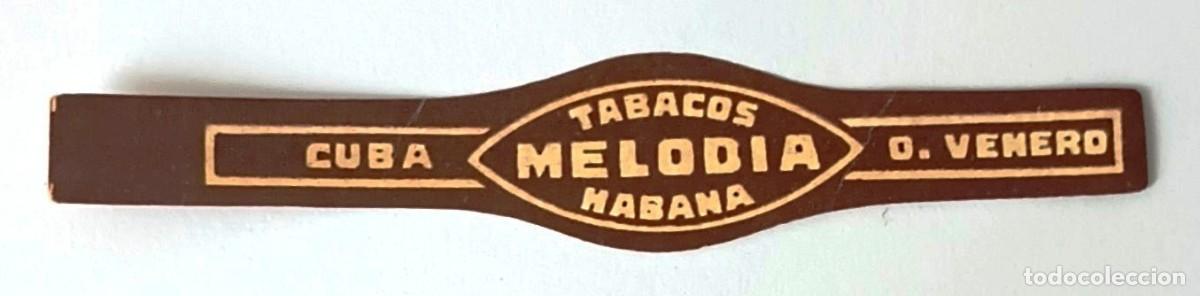 CUBA
TABACOS
MELODIA
HABANA
O. VENERO
todocoleccion